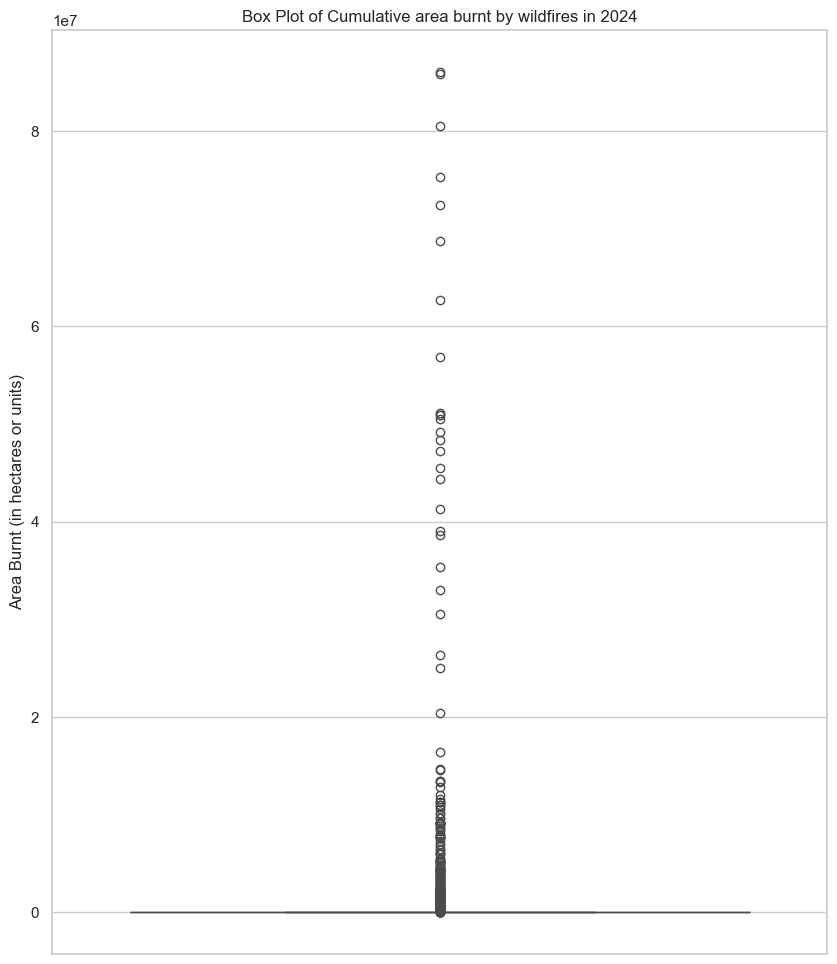 Box Plot of Cumulative area burnt by wildfires in 2024
1e7
8
6
4
2
0
Area Burnt (in hectares or units)